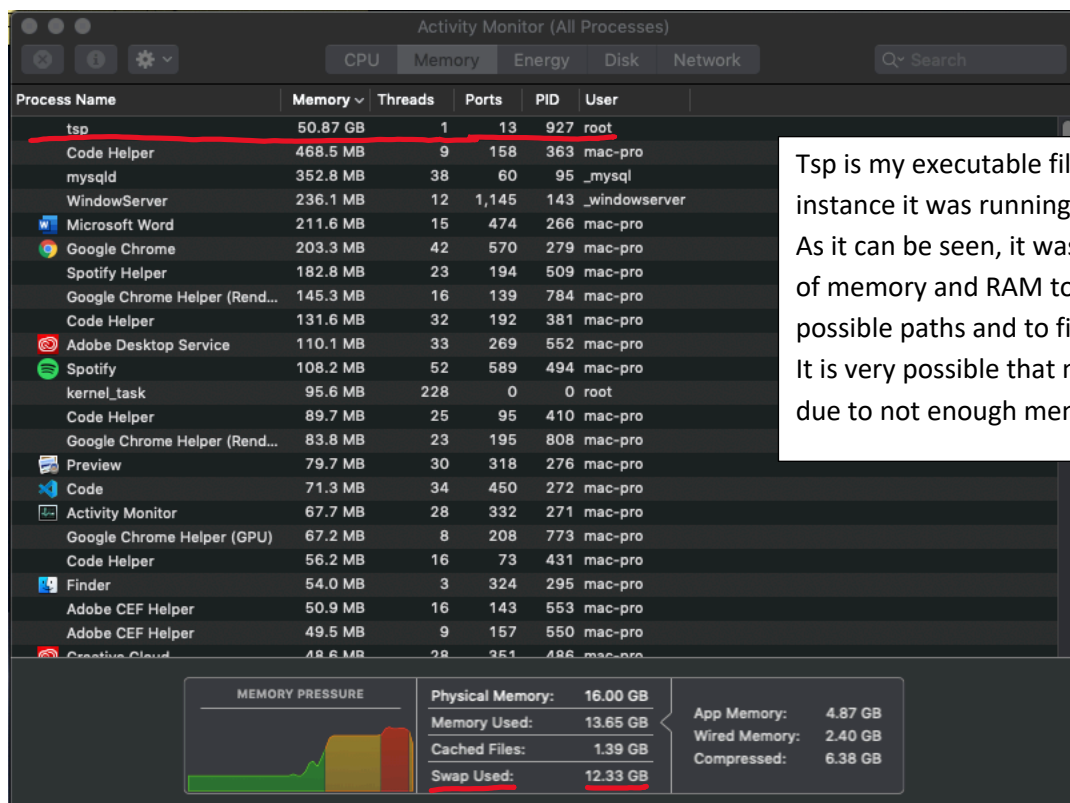 Activity Monitor (All Processes)
CPU Memory Energy Disk Network Search
Process Name Memory Threads Ports PID User
tsp 50.87 GB 1 13 927 root
Code Helper 468.5 MB 9 158 363 mac-pro
mysqld 352.8 MB 38 60 95 _mysql
WindowServer 236.1 MB 12 1,145 143 _windowserver
Microsoft Word 211.6 MB 15 474 266 mac-pro
Google Chrome 203.3 MB 42 570 279 mac-pro
Spotify Helper 182.8 MB 23 194 509 mac-pro
Google Chrome Helper (Rend... 145.3 MB 16 139 784 mac-pro
Code Helper 131.6 MB 32 192 381 mac-pro
Adobe Desktop Service 110.1 MB 33 269 552 mac-pro
Spotify 108.2 MB 52 589 494 mac-pro
kernel_task 95.6 MB 228 0 0 root
Code Helper 89.7 MB 25 95 410 mac-pro
Google Chrome Helper (Rend... 83.8 MB 23 195 808 mac-pro
Preview 79.7 MB 30 318 276 mac-pro
Code 71.3 MB 34 450 272 mac-pro
Activity Monitor 67.7 MB 28 332 271 mac-pro
Google Chrome Helper (GPU) 67.2 MB 8 208 773 mac-pro
Code Helper 56.2 MB 16 73 431 mac-pro
Finder 54.0 MB 3 324 295 mac-pro
Adobe CEF Helper 50.9 MB 16 143 553 mac-pro
Adobe CEF Helper 49.5 MB 9 157 550 mac-pro
Creative Cloud 48.6 MB 28 351 486 mac-pro
Tsp is my executable
instance it was running
As it can be seen, it
of memory and RAM
possible paths and to
It is very possible that
due to not enough
MEMORY PRESSURE
Physical Memory: 16.00 GB
Memory Used: 13.65 GB
Cached Files: 1.39 GB
Swap Used: 12.33 GB
App Memory: 4.87 GB
Wired Memory: 2.40 GB
Compressed: 6.38 GB